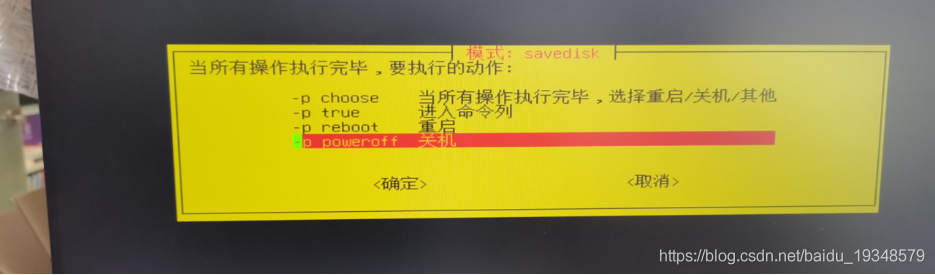 模式: savedisk
当所有操作执行完毕，要执行的动作：
-p choose 当所有操作执行完毕，选择重启/关机/其他
-p true 进入命令列
-p reboot 重启
-p poweroff 关机
<确定> <取消>
https://blog.csdn.net/baidu_19348579